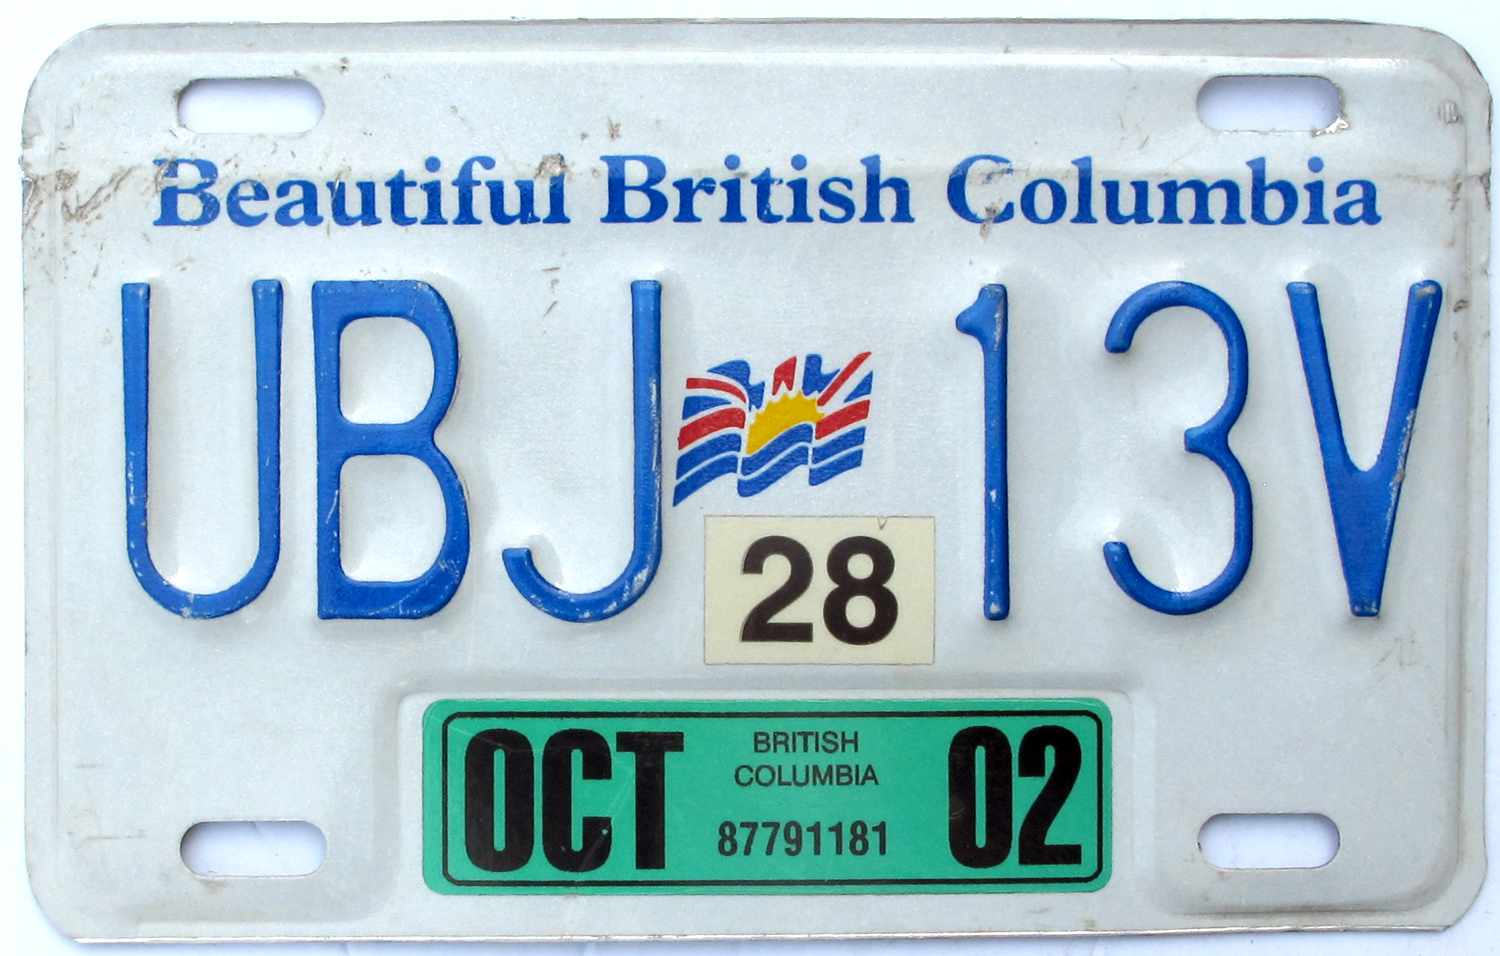 Beautiful British Columbia
UBJ 13V
28
OCT BRITISH COLUMBIA 87791181 02